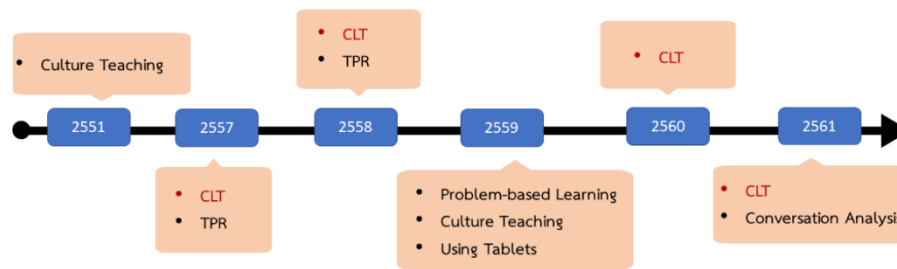 • Culture Teaching
• CLT
• TPR
• CLT
2551
2557
2558
2559
2560
2561
• CLT
• TPR
• Problem-based Learning
• Culture Teaching
• Using Tablets
• CLT
• Conversation Analysis